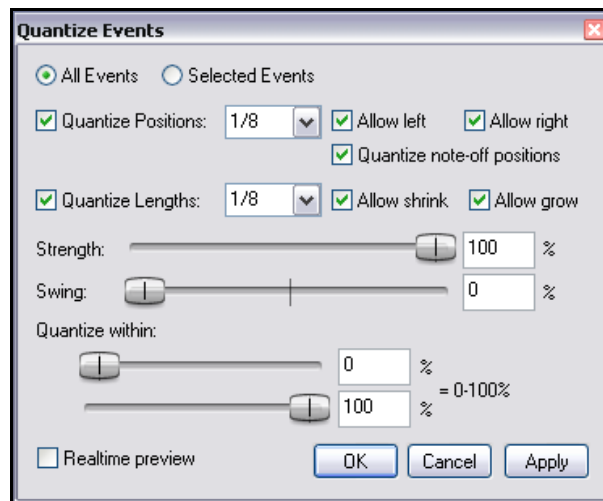 Quantize Events
All Events Selected Events
Quantize Positions: 1/8 Allow left Allow right
Quantize note-off positions
Quantize Lengths: 1/8 Allow shrink Allow grow
Strength: 100 %
Swing: 0 %
Quantize within:
0 %
= 0-100%
100 %
Realtime preview OK Cancel Apply